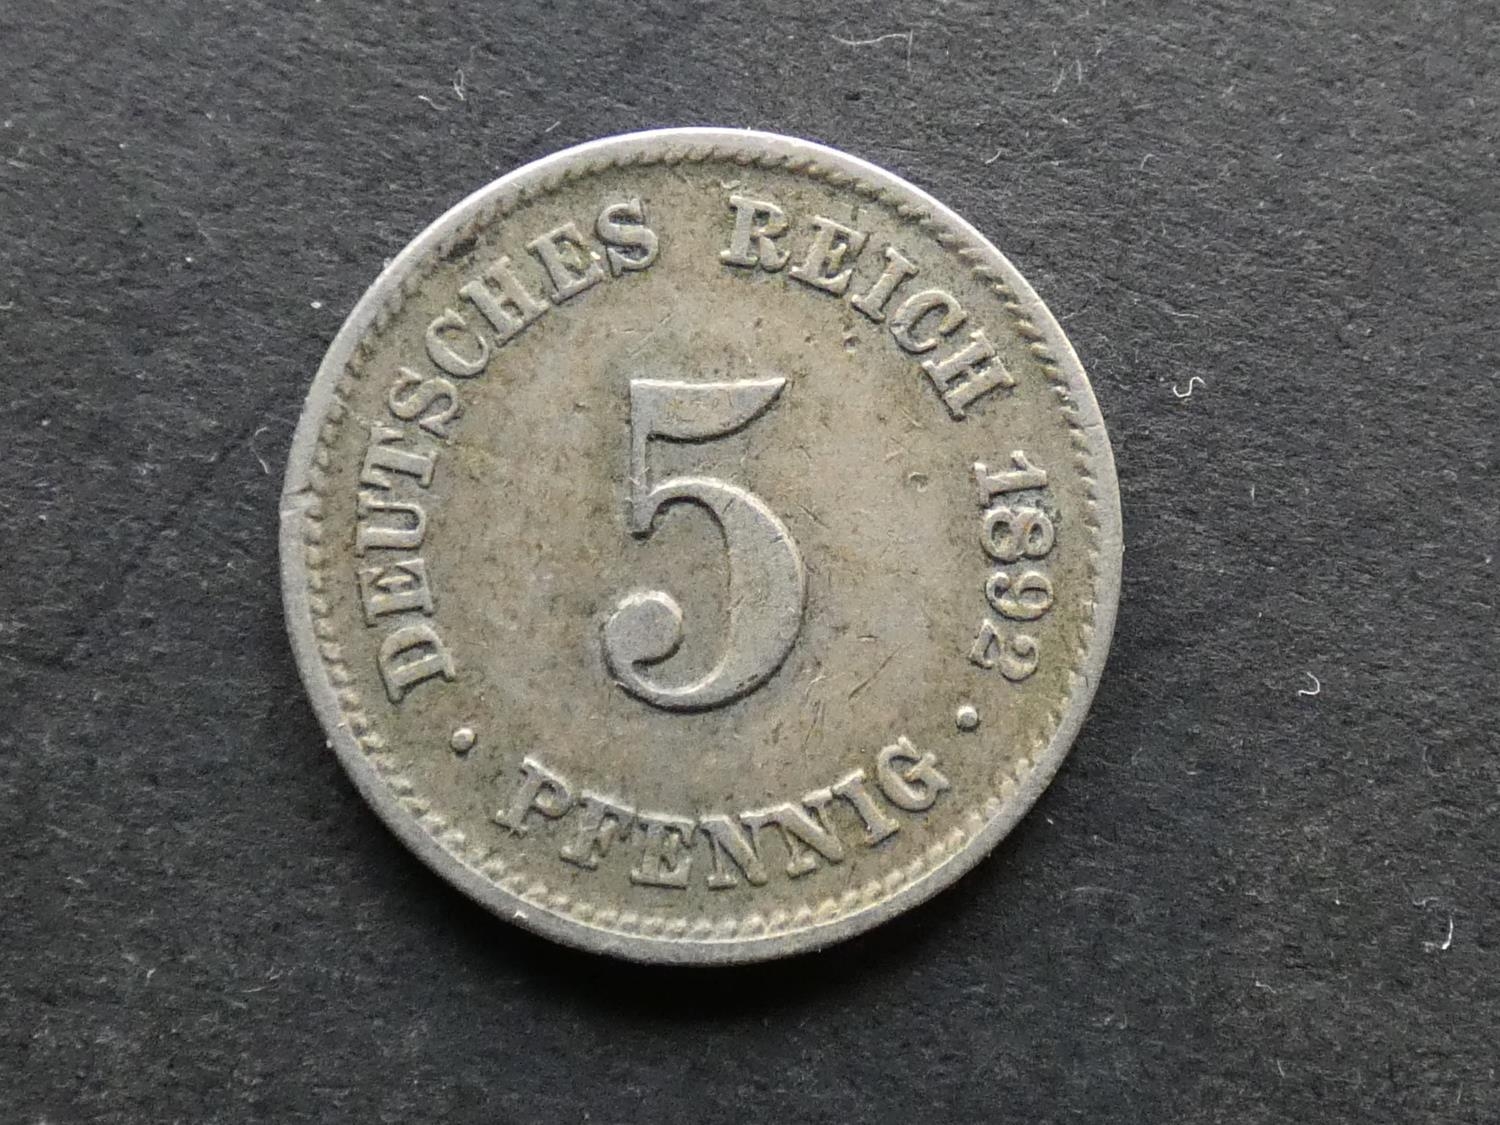 DEUTSCHES REICH 1892
5
· PFENNIG ·